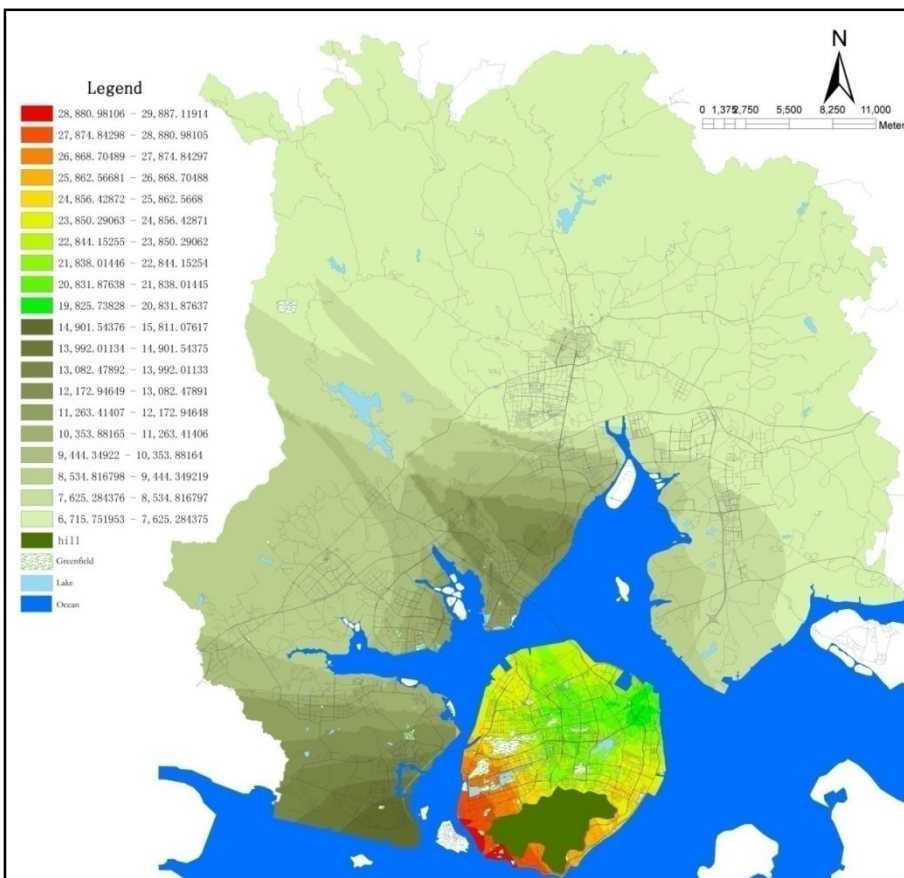 N
0 1,375 2,750 5,500 8,250 11,000
Meter
Legend
28,880.98106 - 29,887.11914
27,874.84298 - 28,880.98105
26,868.70489 - 27,874.84297
25,862.56681 - 26,868.70488
24,856.42872 - 25,862.5668
23,850.29063 - 24,856.42871
22,844.15255 - 23,850.29062
21,838.01446 - 22,844.15254
20,831.87638 - 21,838.01445
19,825.73828 - 20,831.87637
14,901.54376 - 15,811.07617
13,992.01134 - 14,901.54375
13,082.47892 - 13,992.01133
12,172.94649 - 13,082.47891
11,263.41407 - 12,172.94648
10,353.88165 - 11,263.41406
9,444.34922 - 10,353.88164
8,534.816798 - 9,444.349219
7,625.284376 - 8,534.816797
6,715.751953 - 7,625.284375
hill
Greenfield
Lake
Ocean